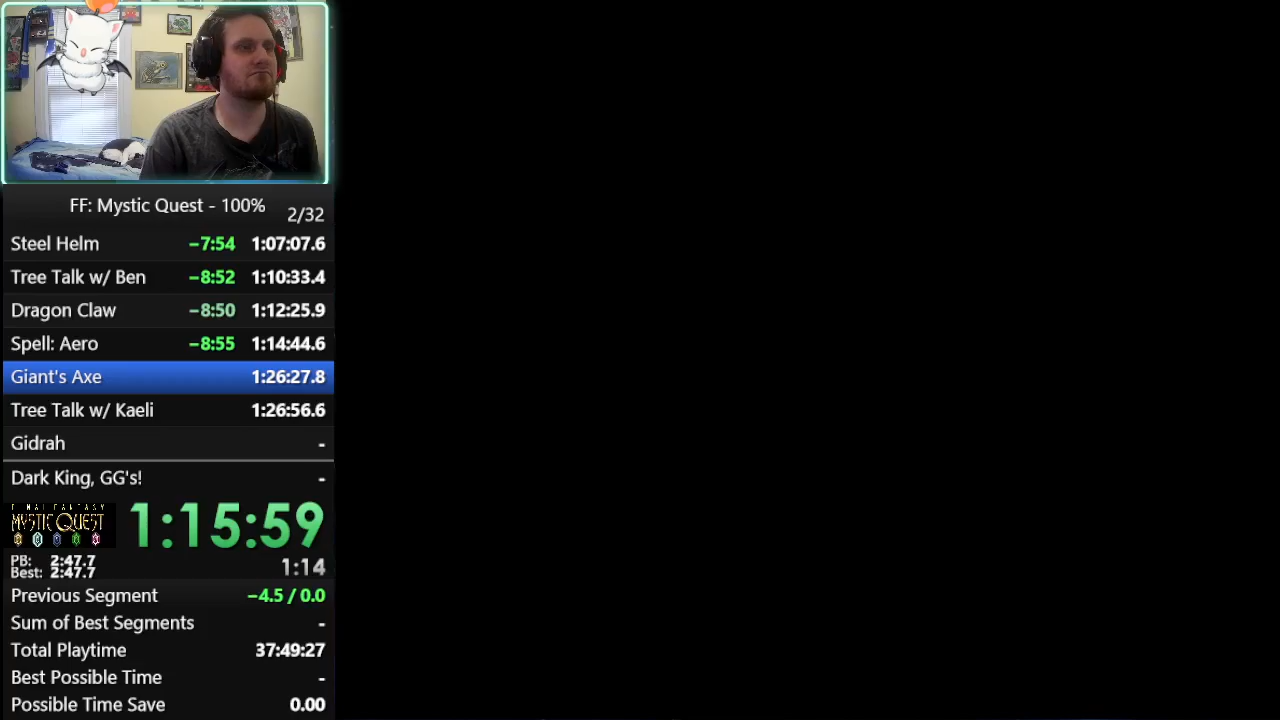 FF: Mystic Quest - 100%
2/32
Steel Helm -7:54 1:07:07.6
Tree Talk w/ Ben -8:52 1:10:33.4
Dragon Claw -8:50 1:12:25.9
Spell: Aero -8:55 1:14:44.6
Giant's Axe 1:26:27.8
Tree Talk w/ Kaeli 1:26:56.6
Gidrah -
Dark King, GG's! -
FINAL FANTASY
MYSTIC QUEST
1:15:59
PB: 2:47.7
Best: 2:47.7
1:14
Previous Segment -4.5 / 0.0
Sum of Best Segments -
Total Playtime 37:49:27
Best Possible Time -
Possible Time Save 0.00